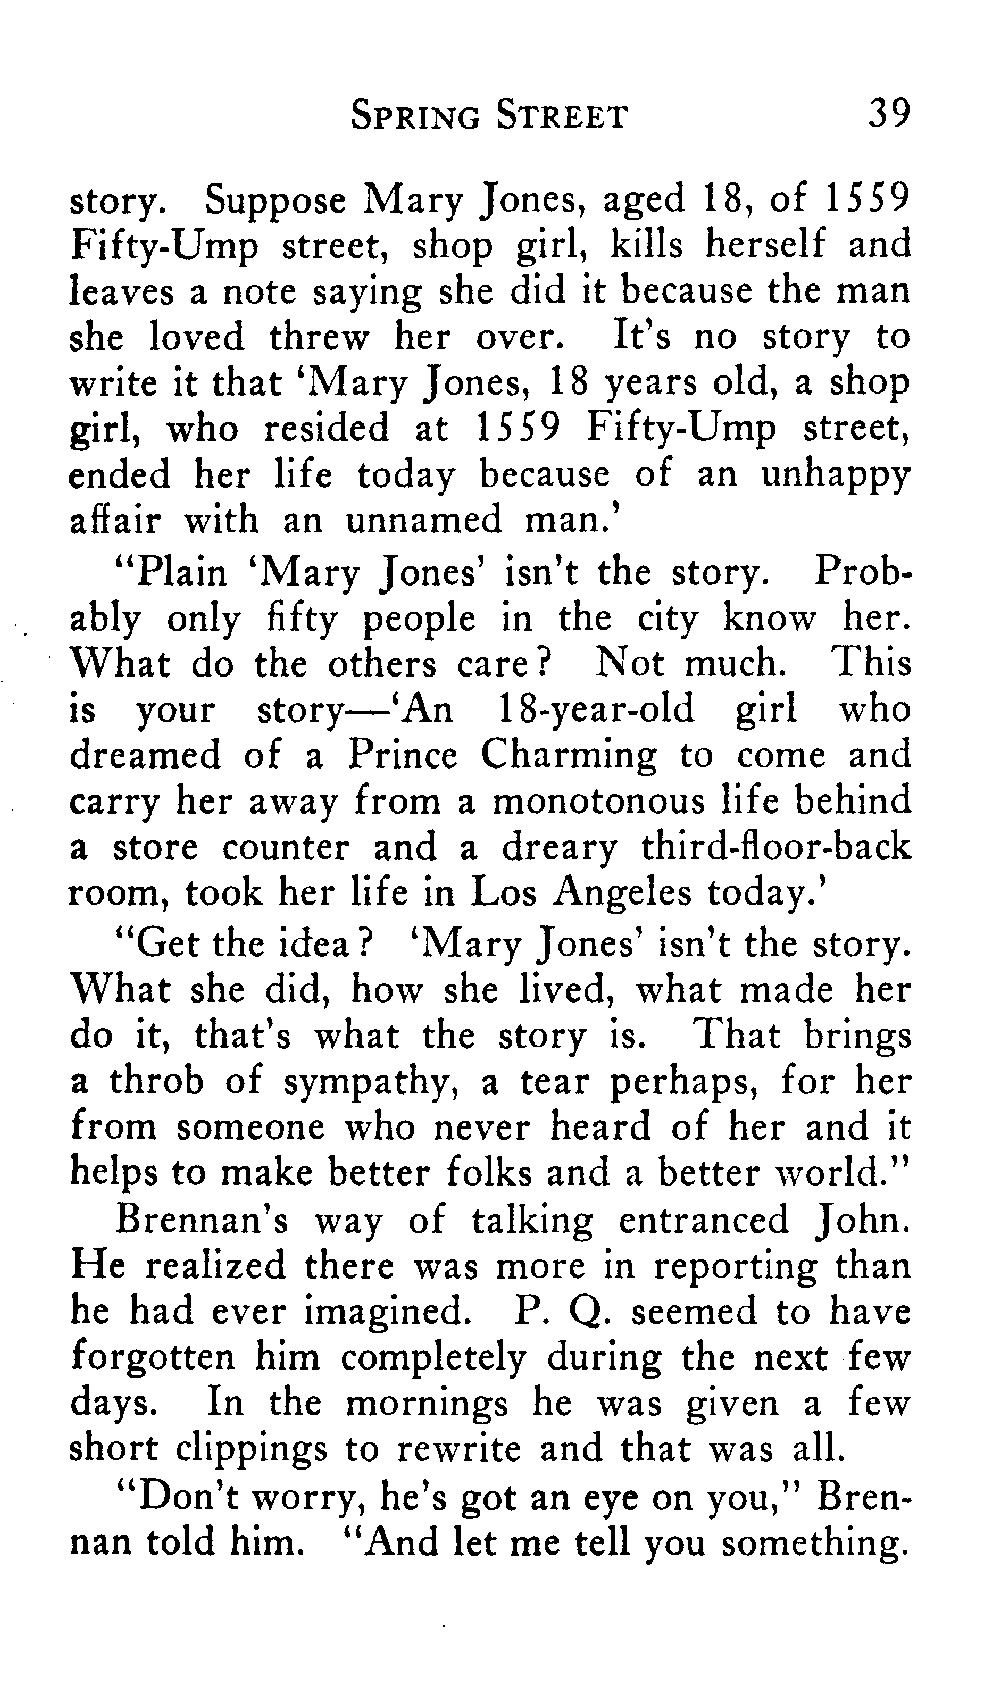 SPRING STREET 39
story. Suppose Mary Jones, aged 18, of 1559
Fifty-Ump street, shop girl, kills herself and
leaves a note saying she did it because the man
she loved threw her over. It's no story to
write it that 'Mary Jones, 18 years old, a shop
girl, who resided at 1559 Fifty-Ump street,
ended her life today because of an unhappy
affair with an unnamed man.'
"Plain 'Mary Jones' isn't the story. Prob-
ably only fifty people in the city know her.
What do the others care? Not much. This
is your story—'An 18-year-old girl who
dreamed of a Prince Charming to come and
carry her away from a monotonous life behind
a store counter and a dreary third-floor-back
room, took her life in Los Angeles today.'
"Get the idea? 'Mary Jones' isn't the story.
What she did, how she lived, what made her
do it, that's what the story is. That brings
a throb of sympathy, a tear perhaps, for her
from someone who never heard of her and it
helps to make better folks and a better world."
Brennan's way of talking entranced John.
He realized there was more in reporting than
he had ever imagined. P. Q. seemed to have
forgotten him completely during the next few
days. In the mornings he was given a few
short clippings to rewrite and that was all.
"Don't worry, he's got an eye on you," Bren-
nan told him. "And let me tell you something.